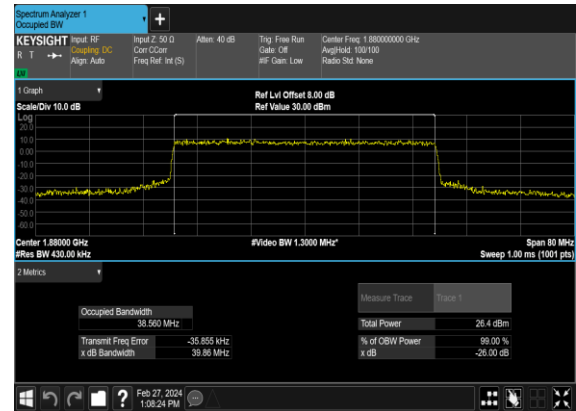 Spectrum Analyzer 1
Occupied BW
KEYSIGHT
R T
Input: RF
Coupling: DC
Align: Auto
Input Z: 50 Ω
Corr CCorr
Freq Ref: Int (S)
Atten: 40 dB
Trig: Free Run
Gate: Off
#IF Gain: Low
Center Freq: 1.880000000 GHz
Avg|Hold: 100/100
Radio Std: None
1 Graph
Scale/Div 10.0 dB
Ref Lvl Offset 8.00 dB
Ref Value 30.00 dBm
Log
20.0
10.0
0.00
-10.0
-20.0
-30.0
-40.0
-50.0
-60.0
Center 1.88000 GHz
#Video BW 1.3000 MHz*
Span 80 MHz
#Res BW 430.00 kHz
Sweep 1.00 ms (1001 pts)
2 Metrics
Measure Trace
Trace 1
Occupied Bandwidth
38.560 MHz
Total Power
26.4 dBm
Transmit Freq Error
-35.855 kHz
% of OBW Power
99.00 %
x dB Bandwidth
39.86 MHz
x dB
-26.00 dB
?
Feb 27, 2024
1:08:24 PM